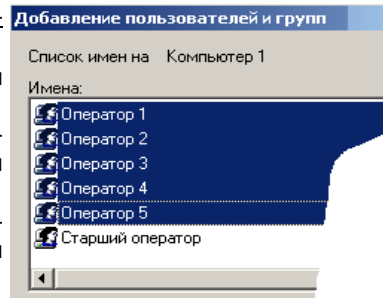 Добавление пользователей и групп
Список имен на Компьютер 1
Имена:
Оператор 1
Оператор 2
Оператор 3
Оператор 4
Оператор 5
Старший оператор